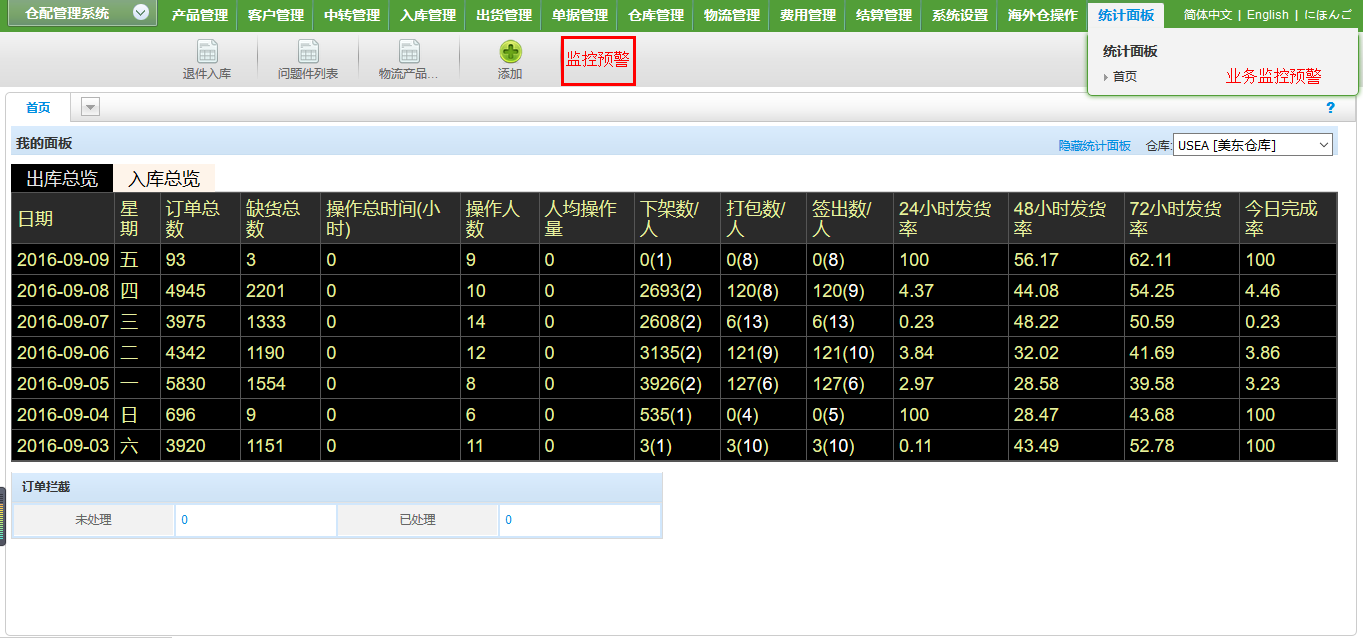 仓配管理系统 产品管理 客户管理 中转管理 入库管理 出货管理 单据管理 仓库管理 物流管理 费用管理 结算管理 系统设置 海外仓操作 统计面板 简体中文 | English | にほんご
退件入库 问题件列表 物流产品... 添加 监控预警
统计面板
首页 业务监控预警
首页 ?
我的面板 隐藏统计面板 仓库: USEA [美东仓库]
出库总览 入库总览
日期 星期 订单总数 缺货总数 操作总时间(小时) 操作人数 人均操作量 下架数/人 打包数/人 签出数/人 24小时发货率 48小时发货率 72小时发货率 今日完成率
2016-09-09 五 93 3 0 9 0 0(1) 0(8) 0(8) 100 56.17 62.11 100
2016-09-08 四 4945 2201 0 10 0 2693(2) 120(8) 120(9) 4.37 44.08 54.25 4.46
2016-09-07 三 3975 1333 0 14 0 2608(2) 6(13) 6(13) 0.23 48.22 50.59 0.23
2016-09-06 二 4342 1190 0 12 0 3135(2) 121(9) 121(10) 3.84 32.02 41.69 3.86
2016-09-05 一 5830 1554 0 8 0 3926(2) 127(6) 127(6) 2.97 28.58 39.58 3.23
2016-09-04 日 696 9 0 6 0 535(1) 0(4) 0(5) 100 28.47 43.68 100
2016-09-03 六 3920 1151 0 11 0 3(1) 3(10) 3(10) 0.11 43.49 52.78 100
订单拦截
未处理 0 已处理 0